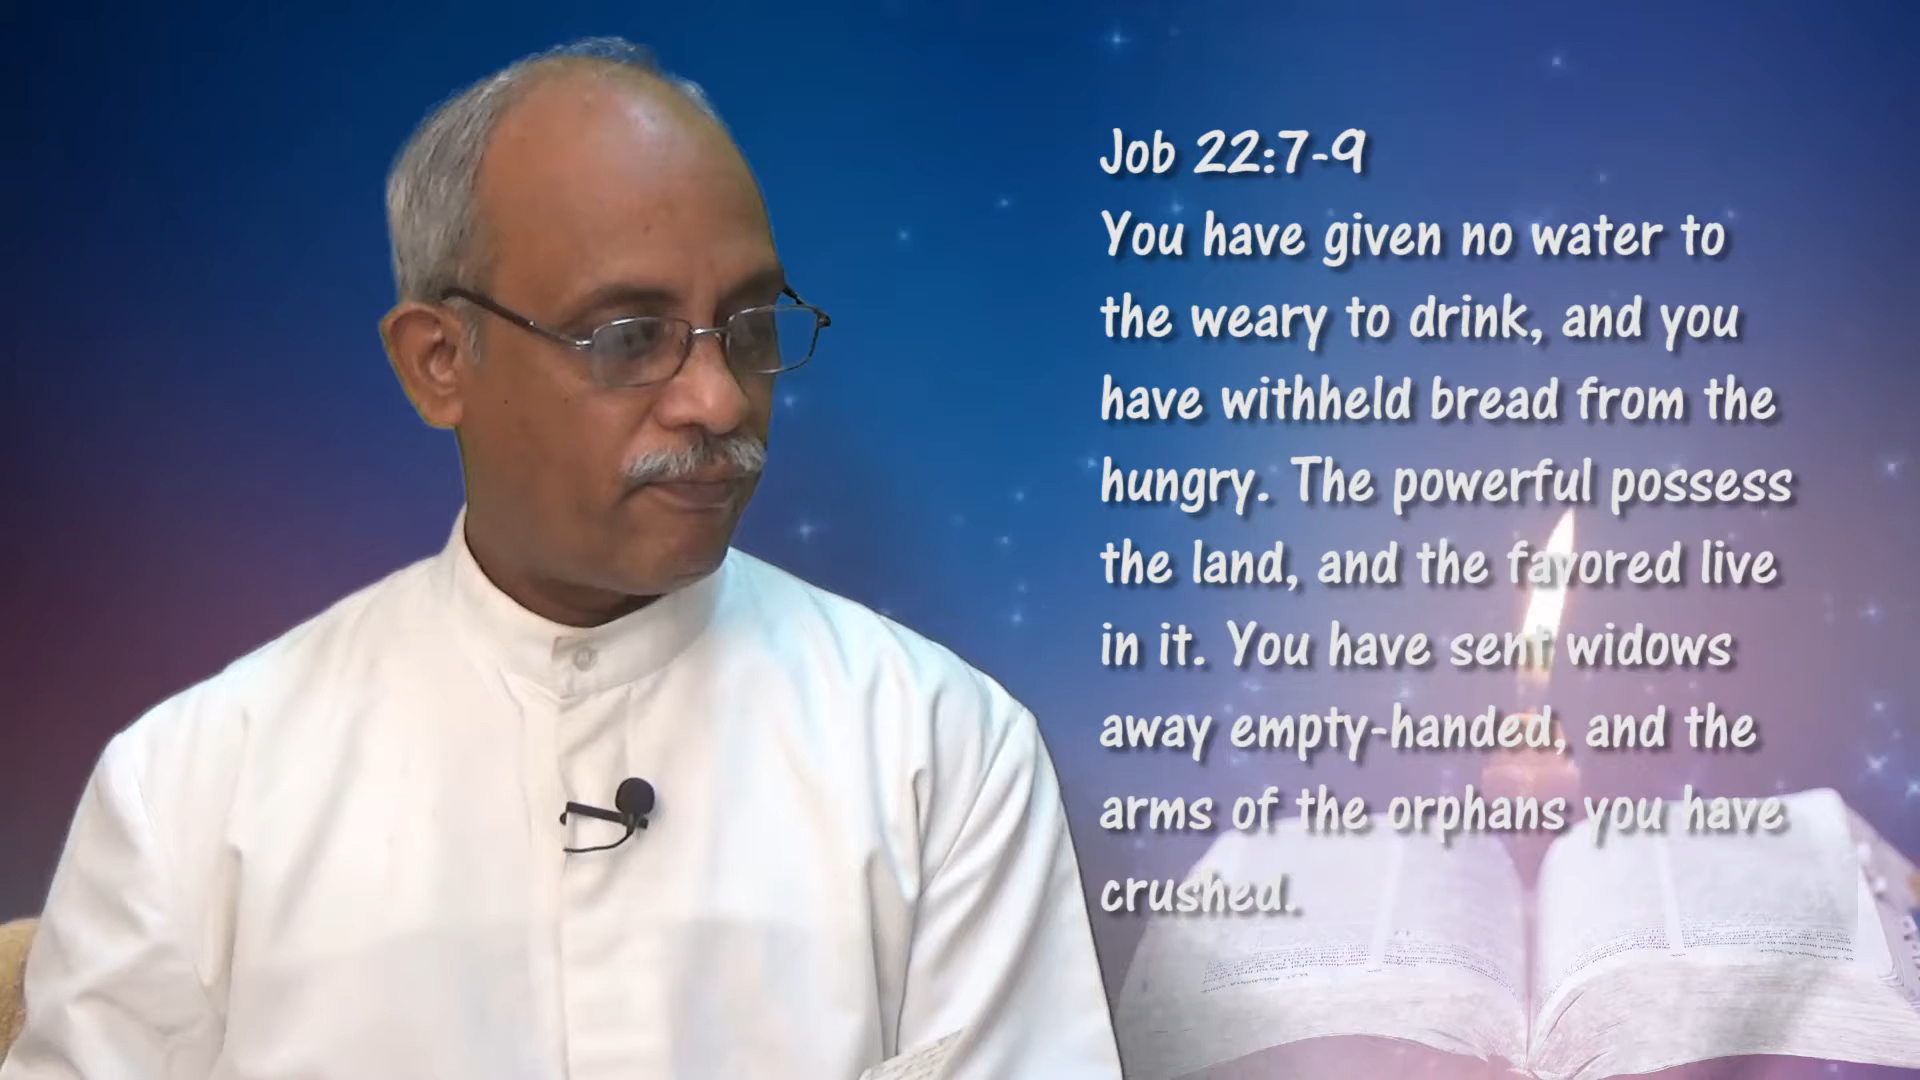 Job 22:7-9
You have given no water to
the weary to drink, and you
have withheld bread from the
hungry. The powerful possess
the land, and the favored live
in it. You have sent widows
away empty-handed, and the
arms of the orphans you have
crushed.